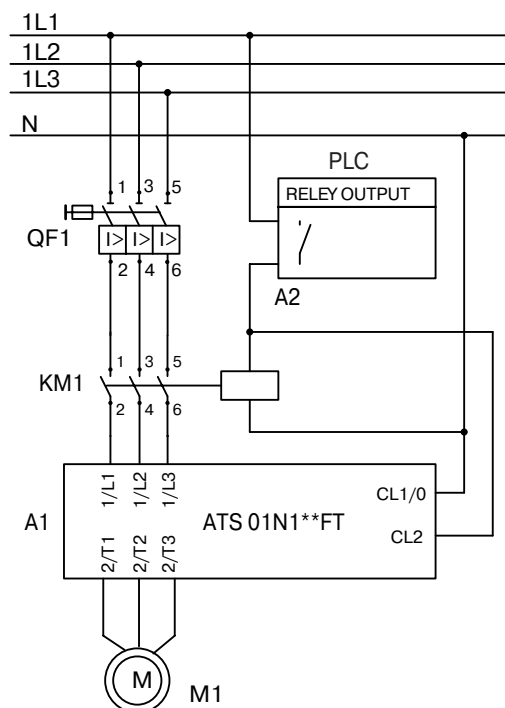 1L1
1L2
1L3
N
PLC
RELEY OUTPUT
1 3 5
QF1
I> I> I>
2 4 6
A2
1 3 5
KM1
2 4 6
1/L1 1/L2 1/L3
CL1/0
A1
ATS 01N1**FT
CL2
2/T1 2/T2 2/T3
M
M1